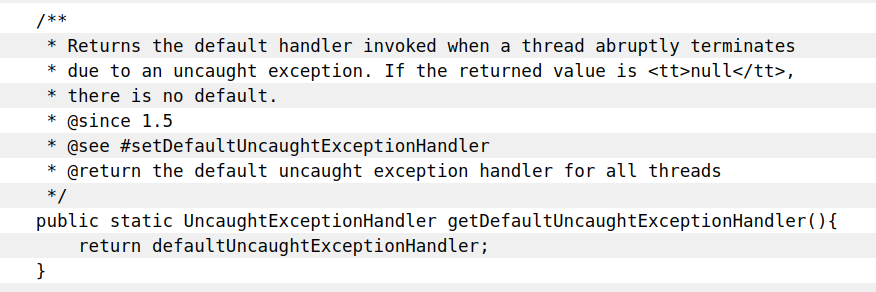 /**
 * Returns the default handler invoked when a thread abruptly terminates
 * due to an uncaught exception. If the returned value is <tt>null</tt>,
 * there is no default.
 * @since 1.5
 * @see #setDefaultUncaughtExceptionHandler
 * @return the default uncaught exception handler for all threads
 */
public static UncaughtExceptionHandler getDefaultUncaughtExceptionHandler(){
    return defaultUncaughtExceptionHandler;
}